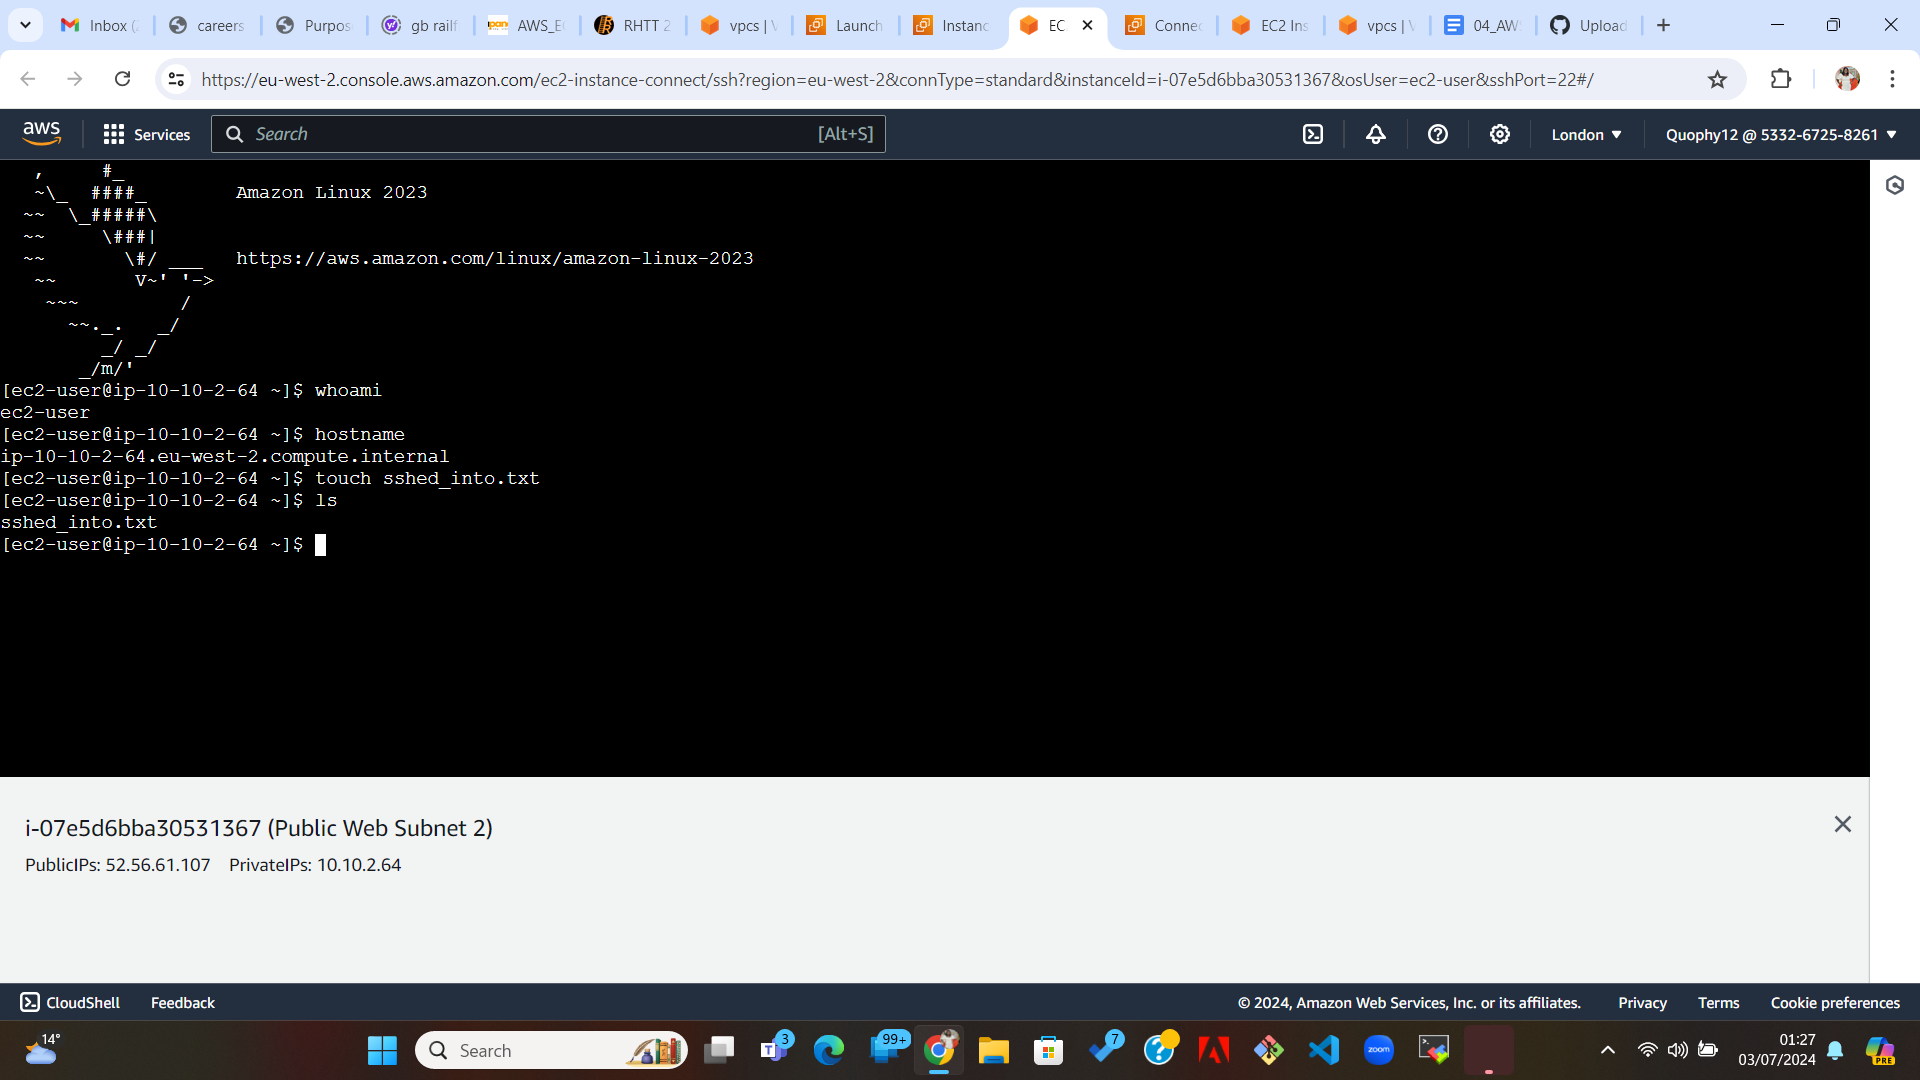 Inbox (
careers
Purpos
gb railf
AWS_E
RHTT 2
vpcs | V
Launch
Instanc
EC
Connec
EC2 Ins
vpcs | V
04_AW
Upload
https://eu-west-2.console.aws.amazon.com/ec2-instance-connect/ssh?region=eu-west-2&connType=standard&instanceId=i-07e5d6bba30531367&osUser=ec2-user&sshPort=22#/
aws
Services
Search
[Alt+S]
London
Quophy12 @ 5332-6725-8261
   ,     #_
   ~\_  ####_        Amazon Linux 2023
  ~~  \_#####\
  ~~     \###|
  ~~       \#/ ___   https://aws.amazon.com/linux/amazon-linux-2023
   ~~       V~' '->
    ~~~         /
      ~~._.   _/
         _/ _/
       _/m/'
[ec2-user@ip-10-10-2-64 ~]$ whoami
ec2-user
[ec2-user@ip-10-10-2-64 ~]$ hostname
ip-10-10-2-64.eu-west-2.compute.internal
[ec2-user@ip-10-10-2-64 ~]$ touch sshed_into.txt
[ec2-user@ip-10-10-2-64 ~]$ ls
sshed_into.txt
[ec2-user@ip-10-10-2-64 ~]$
i-07e5d6bba30531367 (Public Web Subnet 2)
PublicIPs: 52.56.61.107 PrivateIPs: 10.10.2.64
CloudShell
Feedback
© 2024, Amazon Web Services, Inc. or its affiliates.
Privacy
Terms
Cookie preferences
14°
Search
3
99+
7
zoom
01:27
03/07/2024
PRE